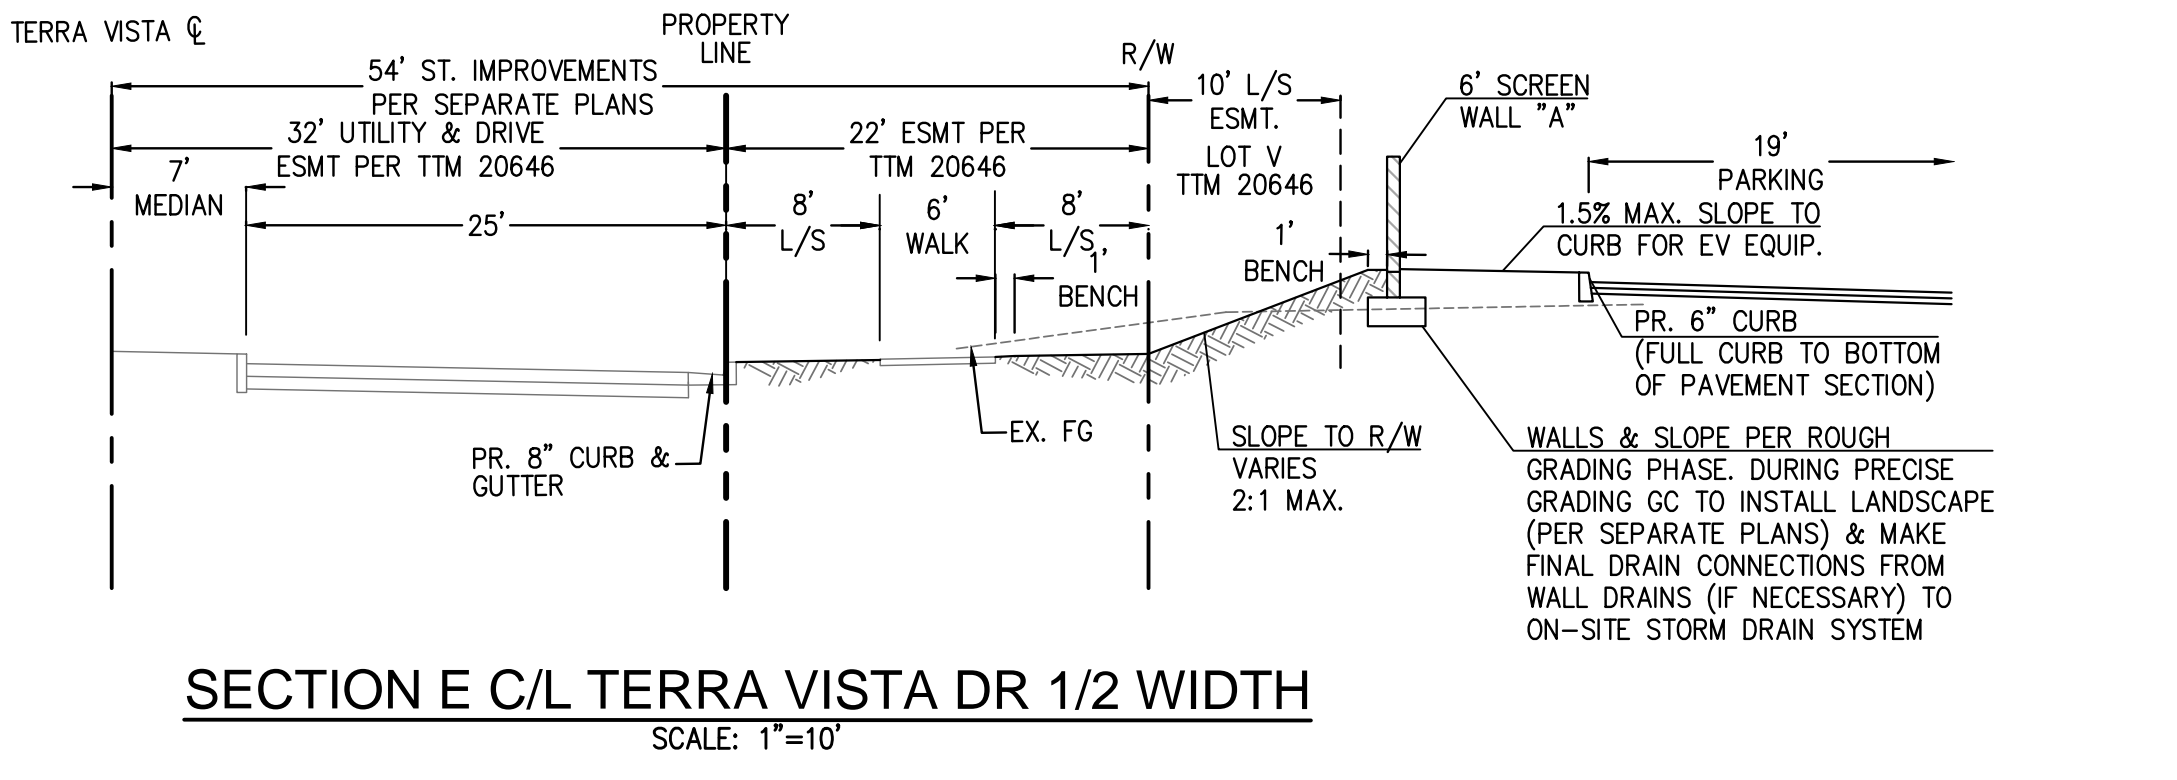 TERRA VISTA ℄
PROPERTY
LINE
R/W
54' ST. IMPROVEMENTS
PER SEPARATE PLANS
32' UTILITY & DRIVE
ESMT PER TTM 20646
22' ESMT PER
TTM 20646
10' L/S
ESMT.
LOT V
TTM 20646
6' SCREEN
WALL "A"
19'
PARKING
7'
MEDIAN
25'
8'
L/S
6'
WALK
8'
L/S
1'
BENCH
1'
BENCH
1.5% MAX. SLOPE TO
CURB FOR EV EQUIP.
PR. 6" CURB
(FULL CURB TO BOTTOM
OF PAVEMENT SECTION)
PR. 8" CURB &
GUTTER
EX. FG
SLOPE TO R/W
VARIES
2:1 MAX.
WALLS & SLOPE PER ROUGH
GRADING PHASE. DURING PRECISE
GRADING GC TO INSTALL LANDSCAPE
(PER SEPARATE PLANS) & MAKE
FINAL DRAIN CONNECTIONS FROM
WALL DRAINS (IF NECESSARY) TO
ON-SITE STORM DRAIN SYSTEM
SECTION E C/L TERRA VISTA DR 1/2 WIDTH
SCALE: 1"=10'